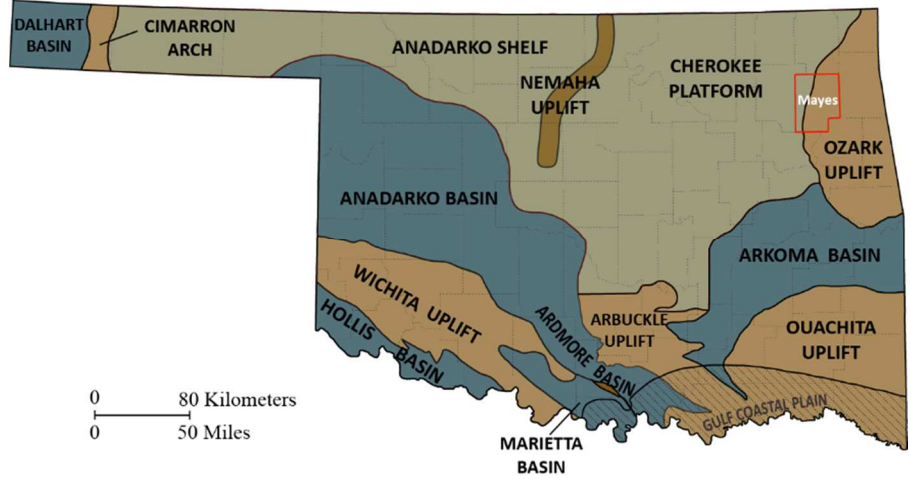 DALHART
BASIN
CIMARRON
ARCH
ANADARKO SHELF
NEMAHA
UPLIFT
CHEROKEE
PLATFORM
Mayes
OZARK
UPLIFT
ANADARKO BASIN
ARKOMA BASIN
WICHITA UPLIFT
HOLLIS BASIN
ARDMORE BASIN
ARBUCKLE
UPLIFT
OUACHITA
UPLIFT
GULF COASTAL PLAIN
MARIETTA
BASIN
0 80 Kilometers
0 50 Miles